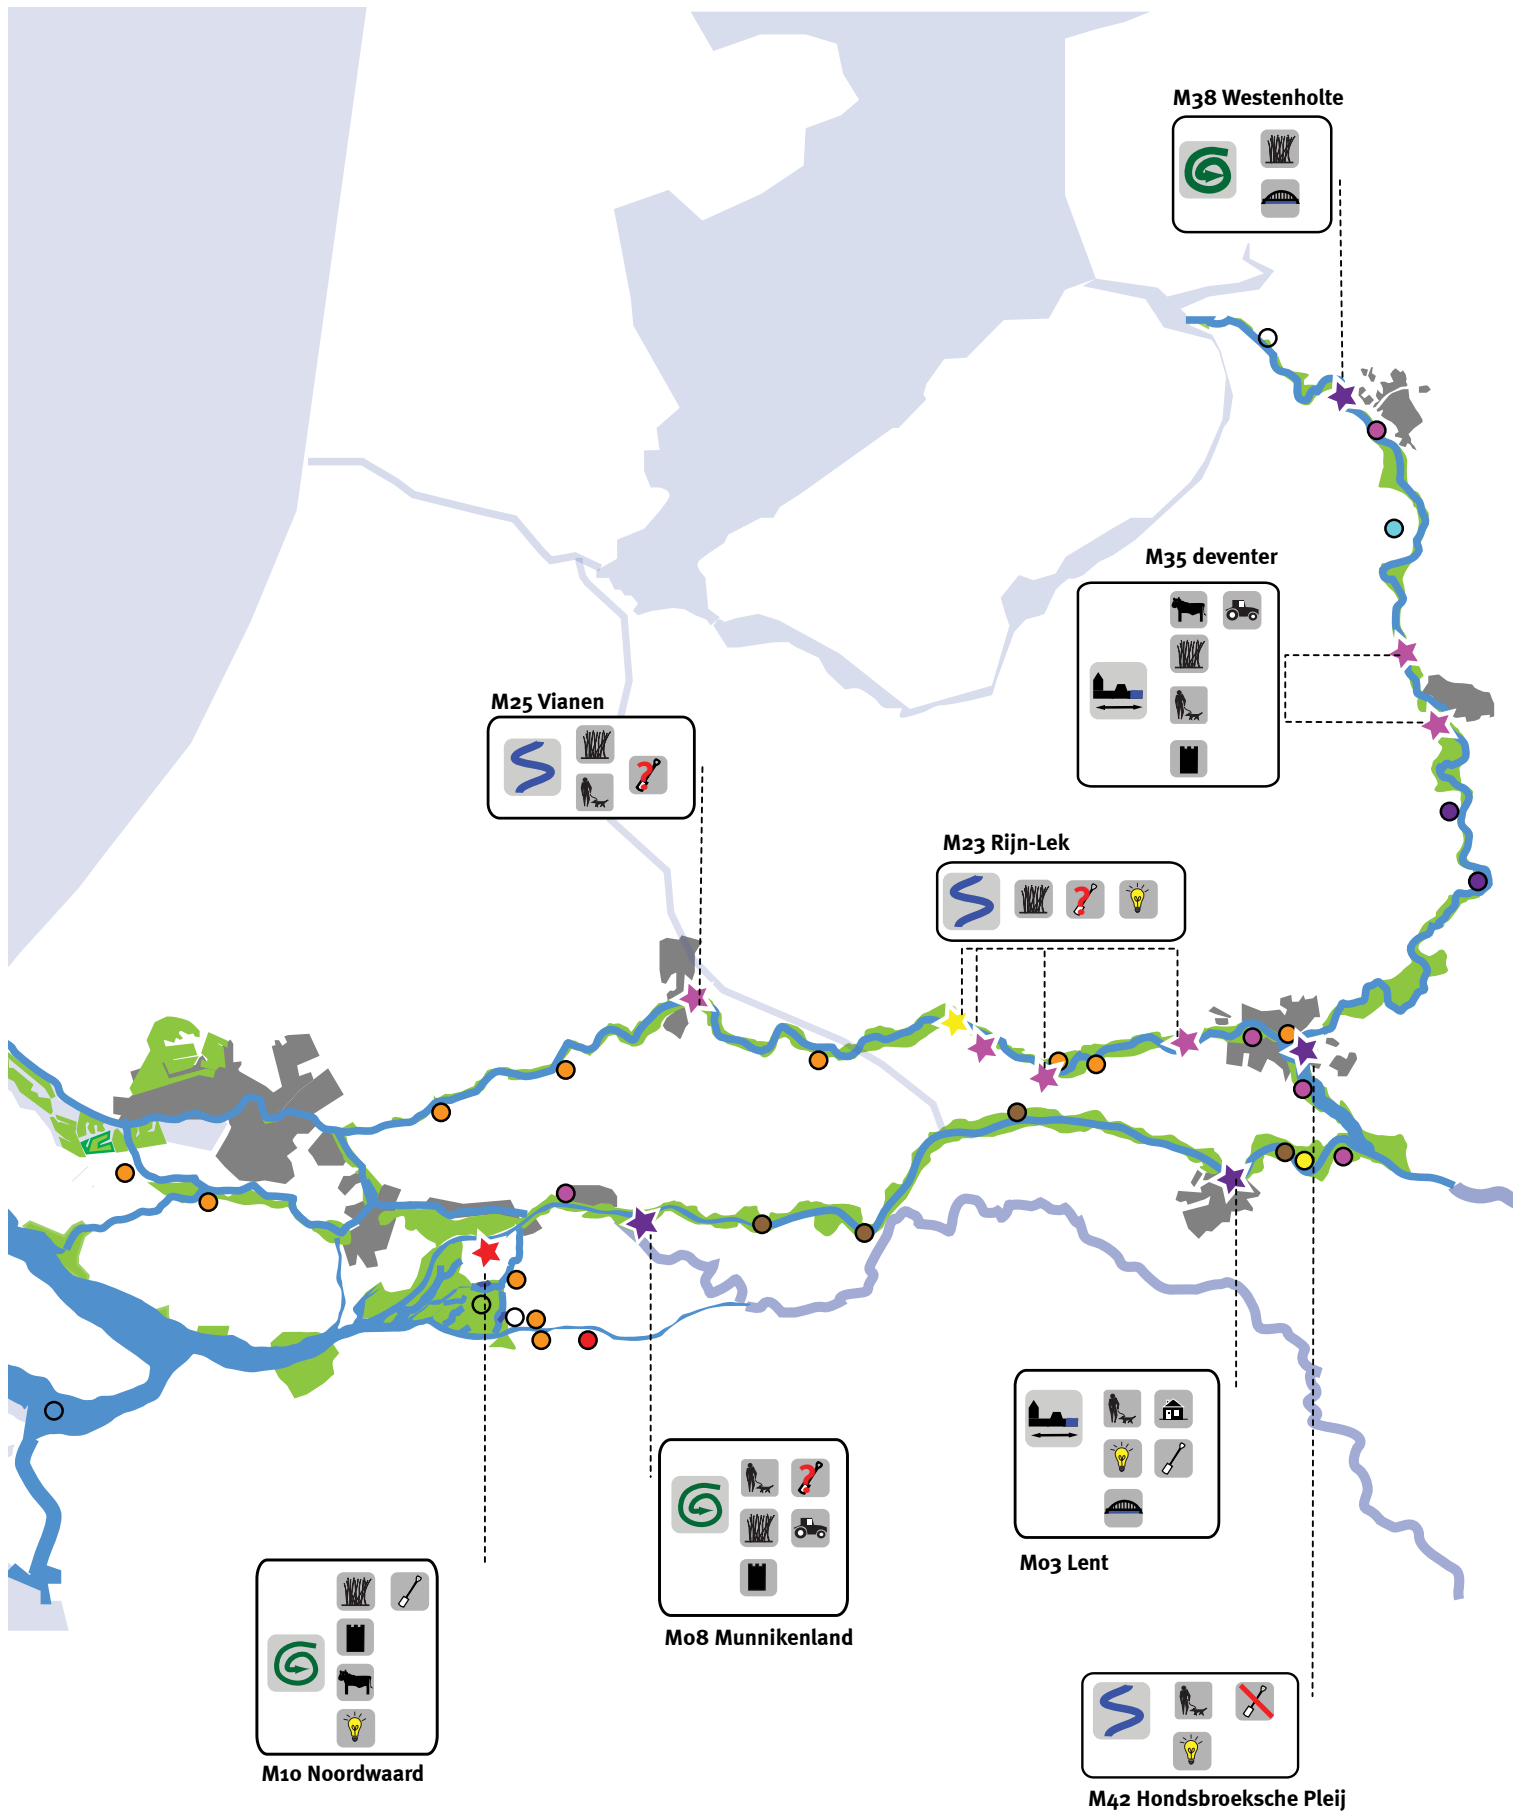 M38 Westenholte
M35 deventer
M25 Vianen
M23 Rijn-Lek
M03 Lent
M08 Munnikenland
M10 Noordwaard
M42 Hondsbroeksche Pleij